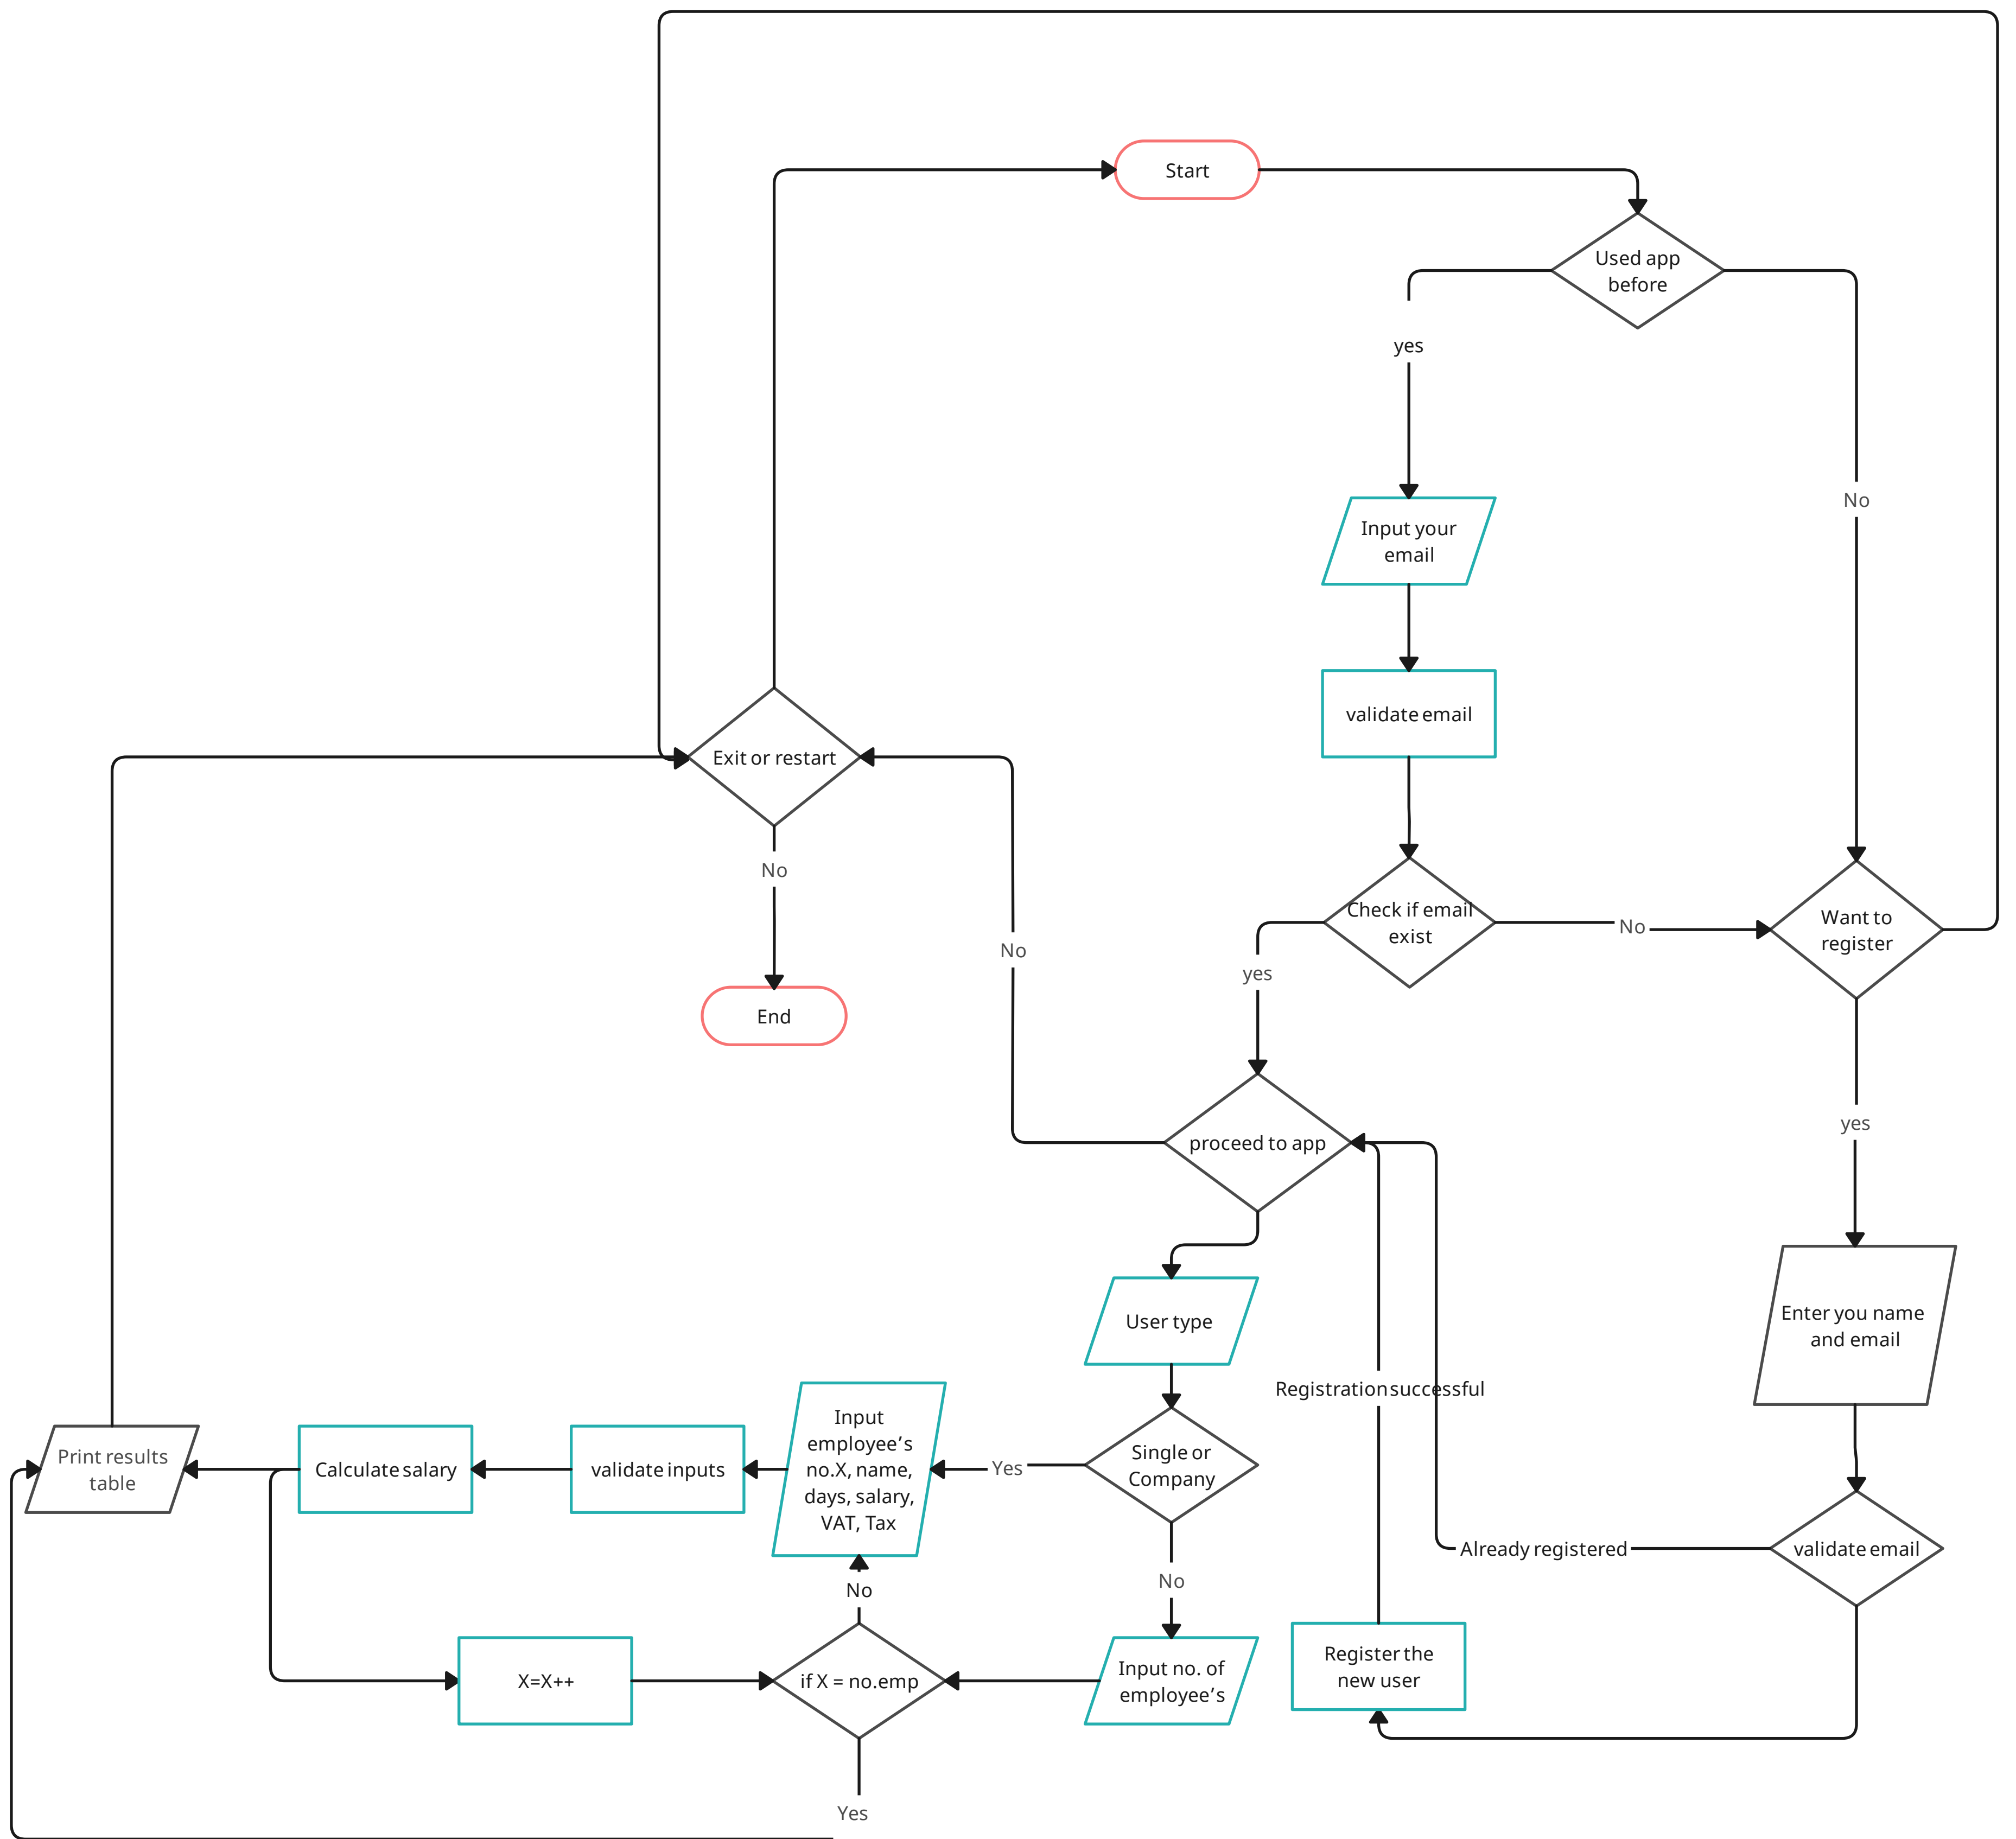 Start
Used app
before
yes
No
Input your
email
validate email
Exit or restart
No
End
Check if email
exist
No
Want to
register
yes
No
proceed to app
yes
User type
Enter you name
and email
Registration successful
Print results
table
Calculate salary
validate inputs
Input
employee’s
no.X, name,
days, salary,
VAT, Tax
Yes
Single or
Company
Already registered
validate email
No
No
X=X++
if X = no.emp
Input no. of
employee’s
Register the
new user
Yes